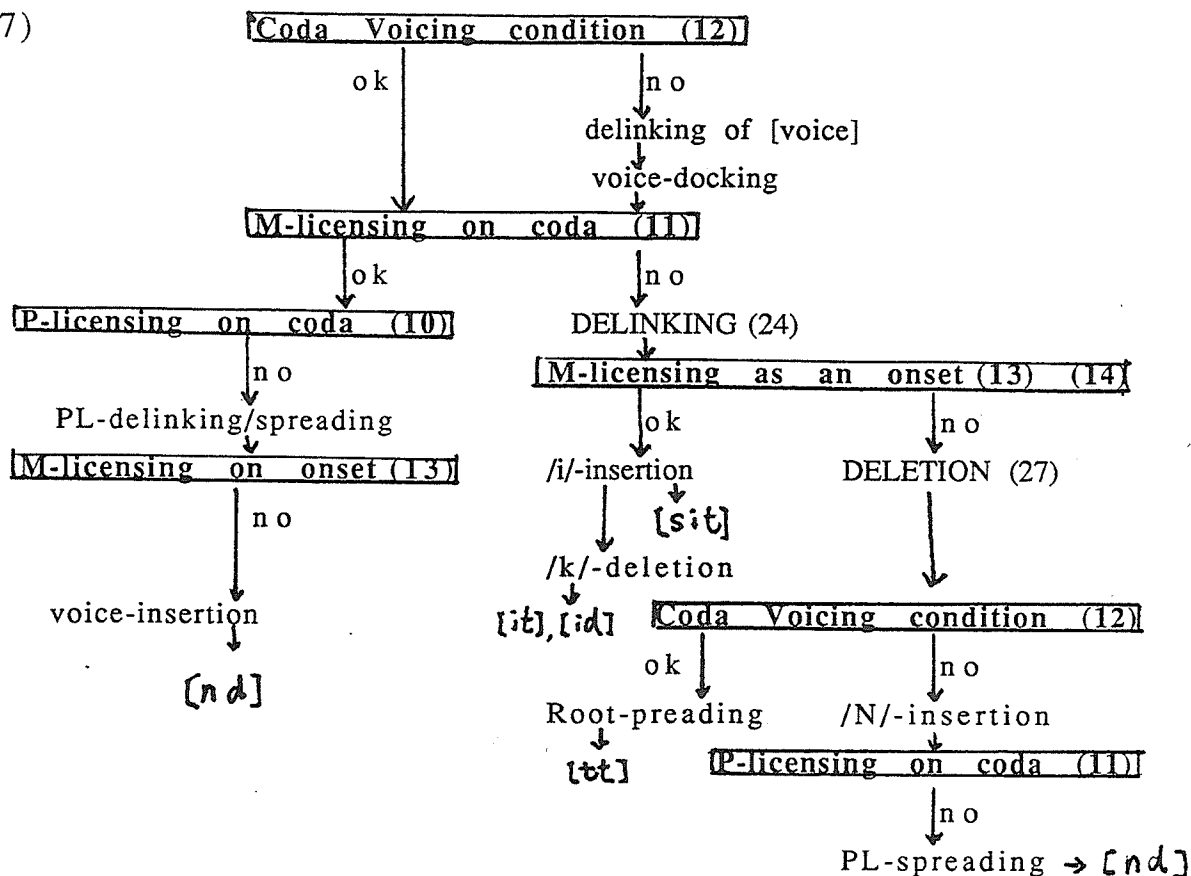 7)
Coda Voicing condition (12)
ok no
delinking of [voice]
voice-docking
M-licensing on coda (11)
ok no
P-licensing on coda (10) DELINKING (24)
no M-licensing as an onset (13) (14)
PL-delinking/spreading ok no
M-licensing on onset (13) /i/-insertion DELETION (27)
no [sit]
/k/-deletion
voice-insertion [it], [id] Coda Voicing condition (12)
ok no
[nd] Root-preading /N/-insertion
[tt] P-licensing on coda (11)
no
PL-spreading → [nd]